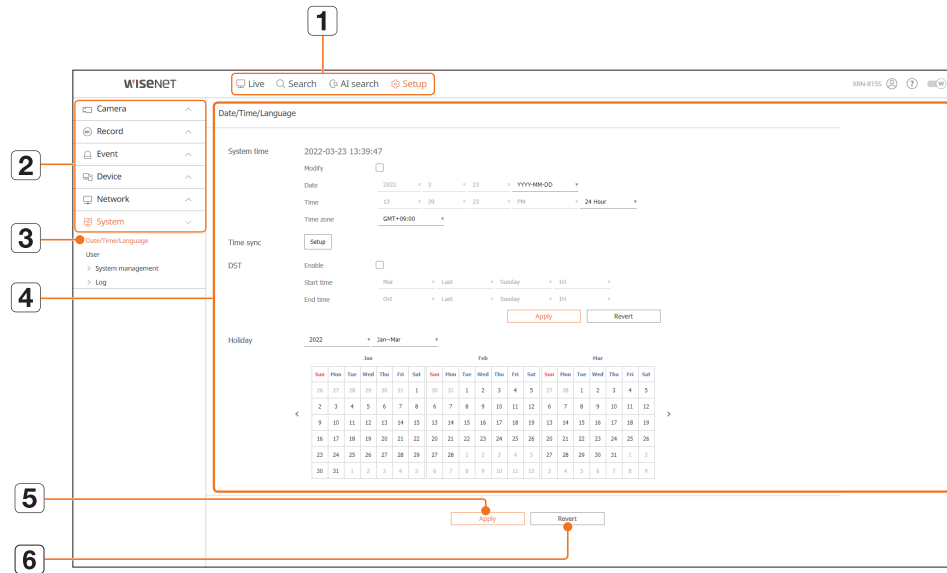 1
WISENET Live Search AI search Setup XRN-815S ? W
2
Camera
Record
Event
Device
Network
System
3
Date/Time/Language
User
> System management
> Log
4
Date/Time/Language
System time 2022-03-23 13:39:47
Modify
Date 2022 3 23 YYYY-MM-DD
Time 13 39 23 PM 24 Hour
Time zone GMT+09:00
Time sync Setup
DST Enable
Start time Mar Last Sunday 1H
End time Oct Last Sunday 1H
Apply Revert
Holiday 2022 Jan~Mar
Jan Feb Mar
Sun Mon Tue Wed Thu Fri Sat Sun Mon Tue Wed Thu Fri Sat Sun Mon Tue Wed Thu Fri Sat
26 27 28 29 30 31 1 30 31 1 2 3 4 5 27 28 1 2 3 4 5
2 3 4 5 6 7 8 6 7 8 9 10 11 12 6 7 8 9 10 11 12
< 9 10 11 12 13 14 15 13 14 15 16 17 18 19 13 14 15 16 17 18 19 >
16 17 18 19 20 21 22 20 21 22 23 24 25 26 20 21 22 23 24 25 26
23 24 25 26 27 28 29 27 28 1 2 3 4 5 27 28 29 30 31 1 2
30 31 1 2 3 4 5 6 7 8 9 10 11 12 3 4 5 6 7 8 9
5
Apply Revert
6